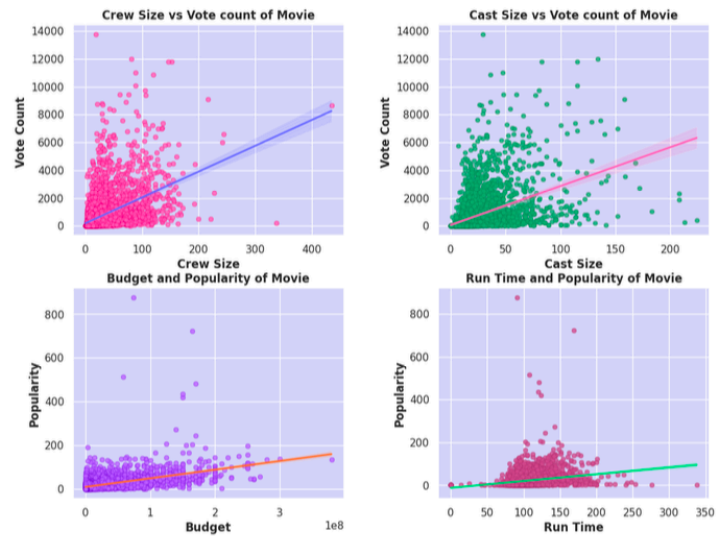 Crew Size vs Vote count of Movie
14000
12000
10000
8000
6000
4000
2000
0
Vote Count
0 100 200 300 400
Crew Size
Cast Size vs Vote count of Movie
14000
12000
10000
8000
6000
4000
2000
0
Vote Count
0 50 100 150 200
Cast Size
Budget and Popularity of Movie
800
600
400
200
0
Popularity
0 1 2 3
1e8
Budget
Run Time and Popularity of Movie
800
600
400
200
0
Popularity
0 50 100 150 200 250 300 350
Run Time